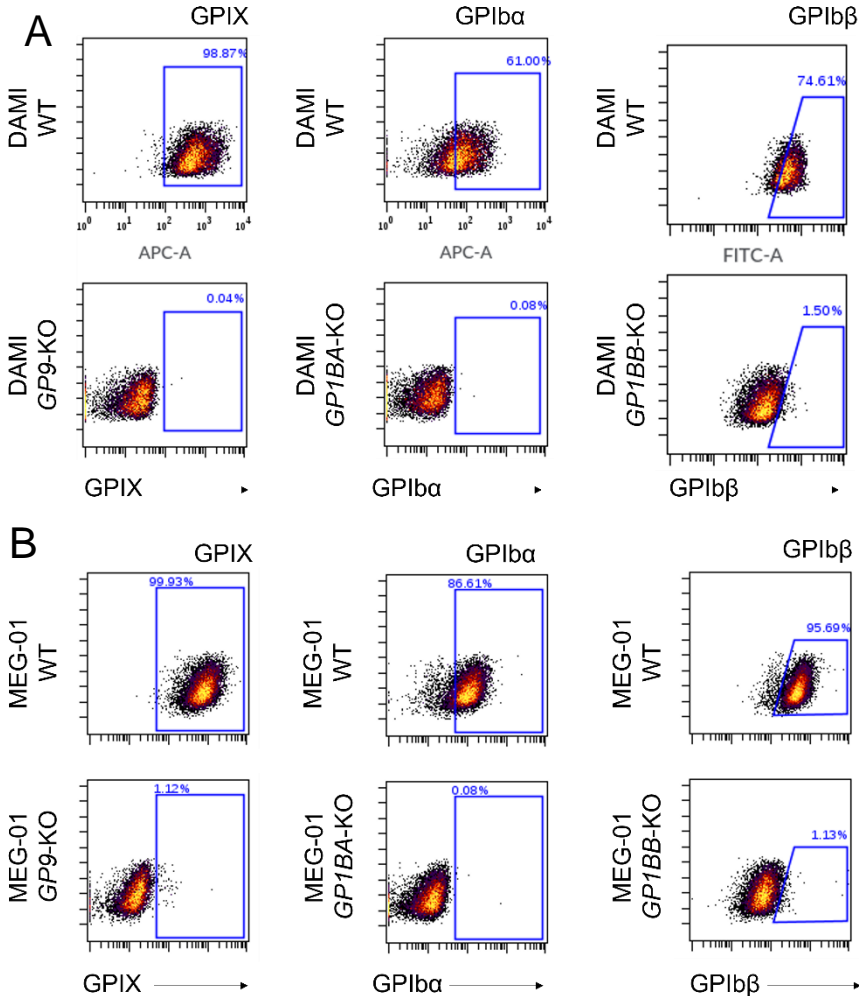 A
GPIX GPIbα GPIbβ
DAMI
WT
98.87%
10⁰ 10¹ 10² 10³ 10⁴
APC-A
DAMI
WT
61.00%
10⁰ 10¹ 10² 10³ 10⁴
APC-A
DAMI
WT
74.61%
FITC-A
DAMI
GP9-KO
0.04%
GPIX
DAMI
GP1BA-KO
0.08%
GPIbα
DAMI
GP1BB-KO
1.50%
GPIbβ
B
GPIX GPIbα GPIbβ
MEG-01
WT
99.93%
MEG-01
WT
86.61%
MEG-01
WT
95.69%
MEG-01
GP9-KO
1.12%
GPIX
MEG-01
GP1BA-KO
0.08%
GPIbα
MEG-01
GP1BB-KO
1.13%
GPIbβ